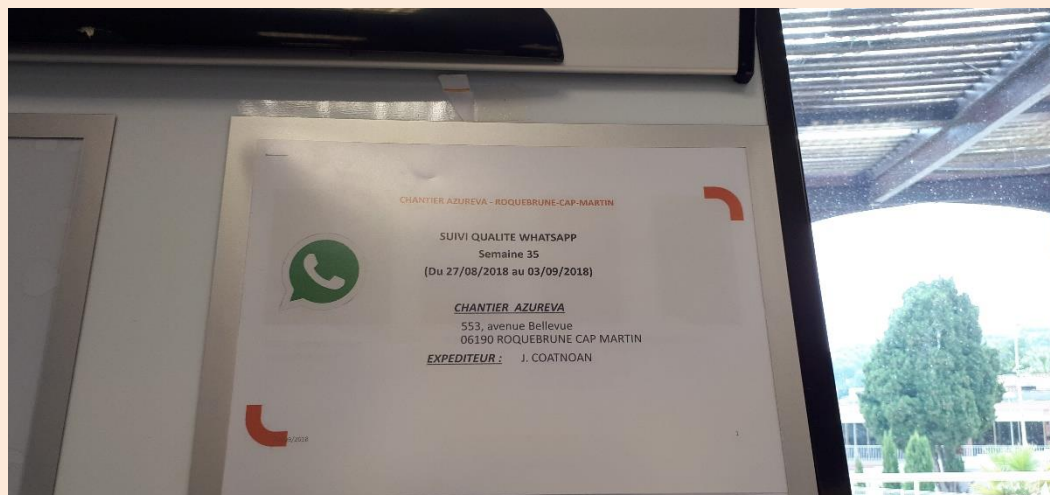 CHANTIER AZUREVA - ROQUEBRUNE-CAP-MARTIN
SUIVI QUALITE WHATSAPP
Semaine 35
(Du 27/08/2018 au 03/09/2018)
CHANTIER AZUREVA
553, avenue Bellevue
06190 ROQUEBRUNE CAP MARTIN
EXPEDITEUR : J. COATNOAN
1